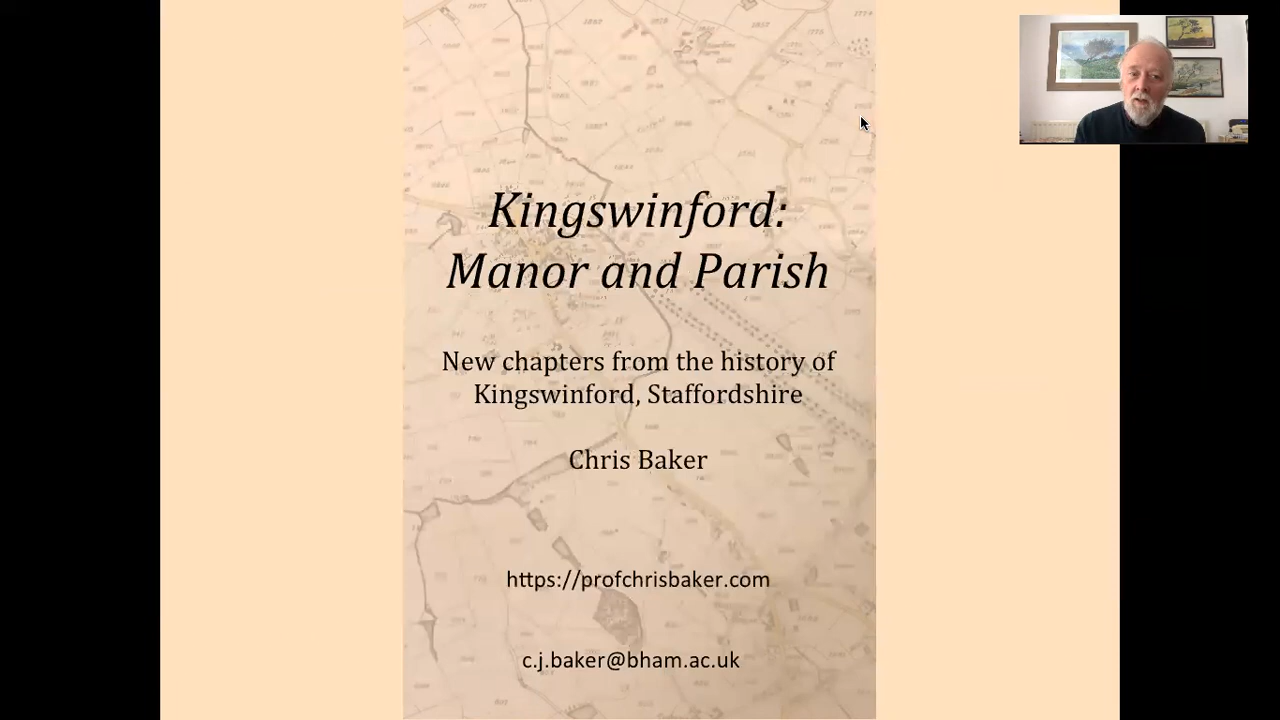 Kingswinford:
Manor and Parish
New chapters from the history of
Kingswinford, Staffordshire
Chris Baker
https://profchrisbaker.com
c.j.baker@bham.ac.uk